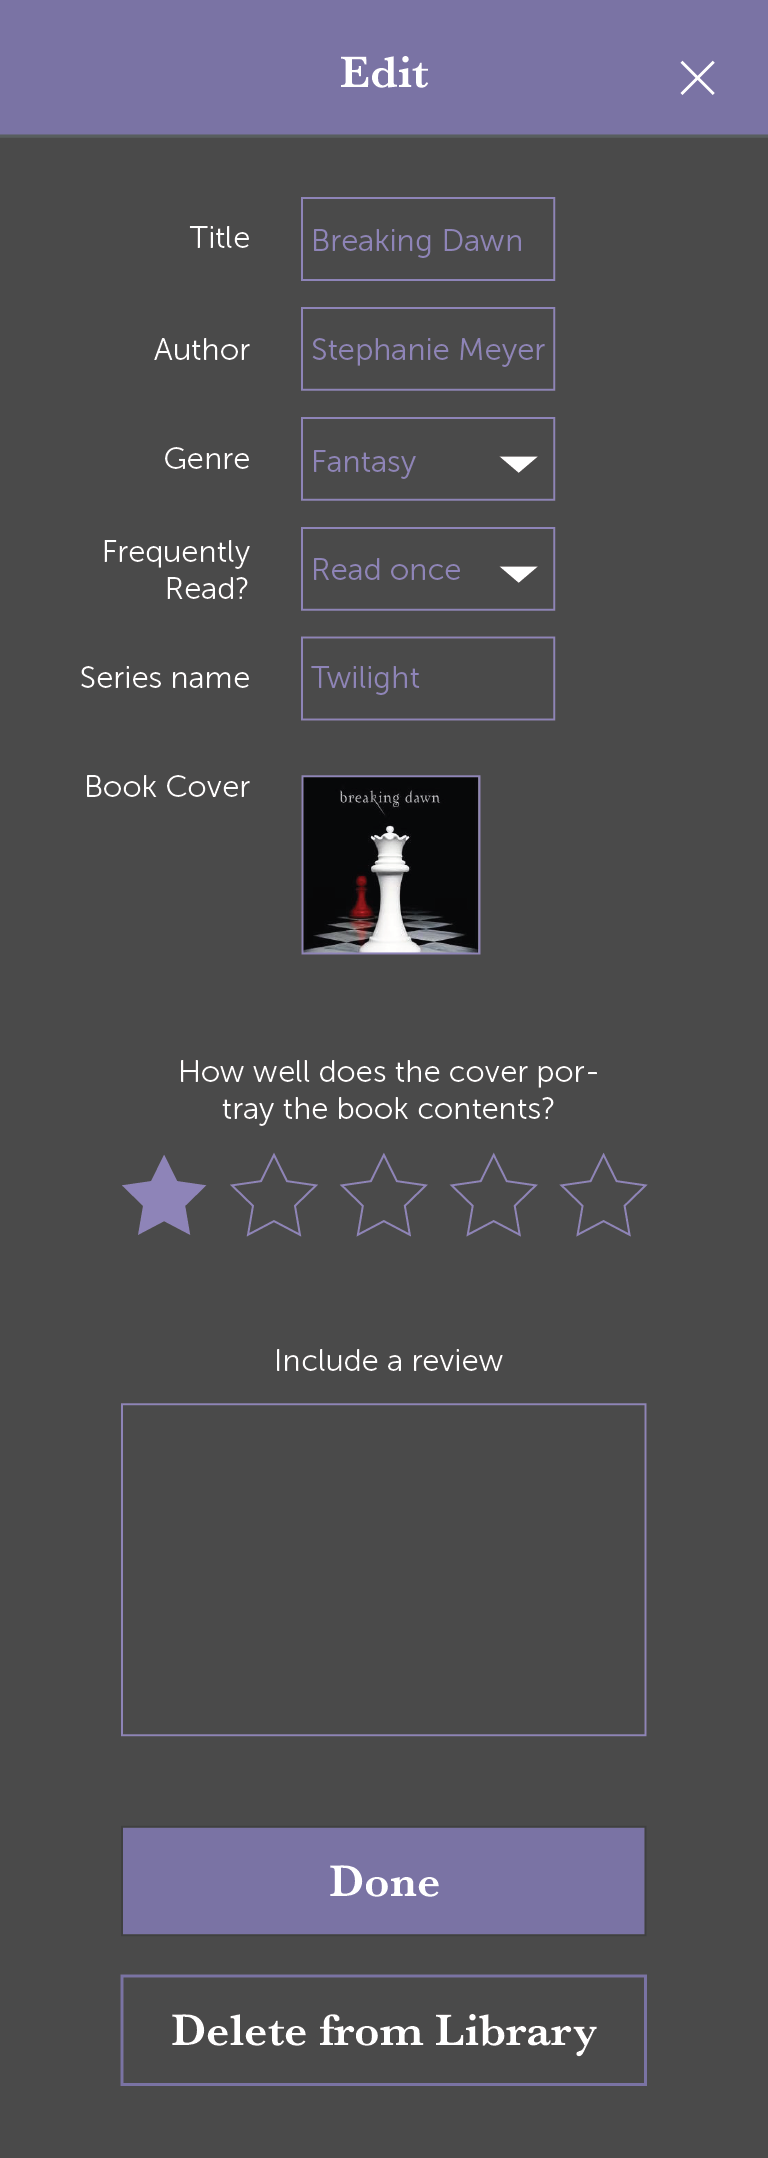 Edit
Title
Breaking Dawn
Author
Stephanie Meyer
Genre
Fantasy
Frequently
Read?
Read once
Series name
Twilight
Book Cover
breaking dawn
How well does the cover por-
tray the book contents?
Include a review
Done
Delete from Library